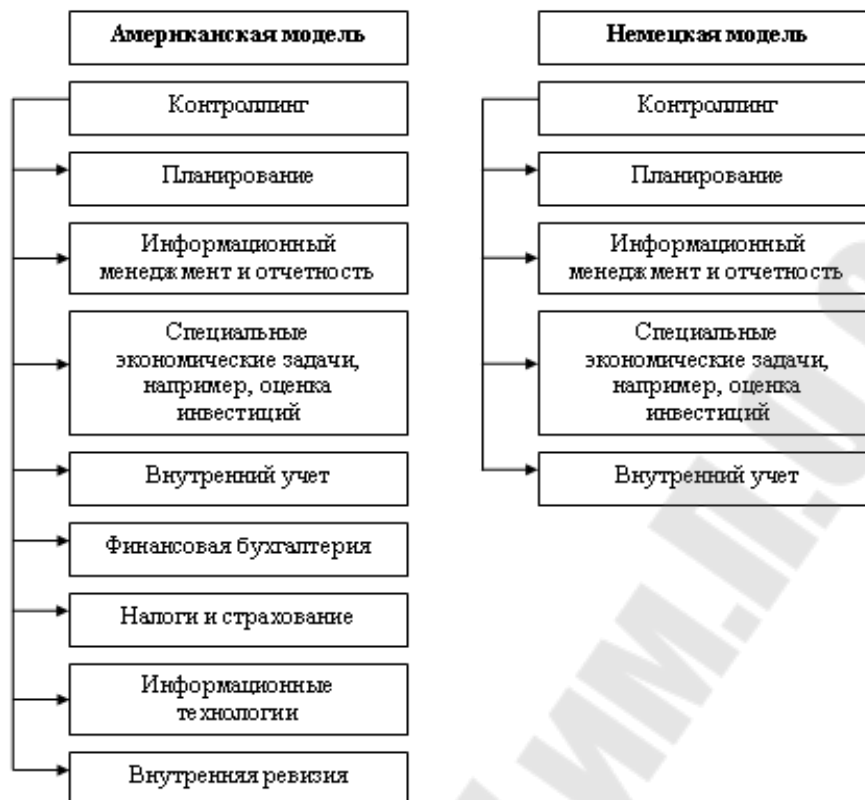 Американская модель
Контроллинг
Планирование
Информационный
менеджмент и отчетность
Специальные
экономические задачи,
например, оценка
инвестиций
Внутренний учет
Финансовая бухгалтерия
Налоги и страхование
Информационные
технологии
Внутренняя ревизия
Немецкая модель
Контроллинг
Планирование
Информационный
менеджмент и отчетность
Специальные
экономические задачи,
например, оценка
инвестиций
Внутренний учет
им.П.О